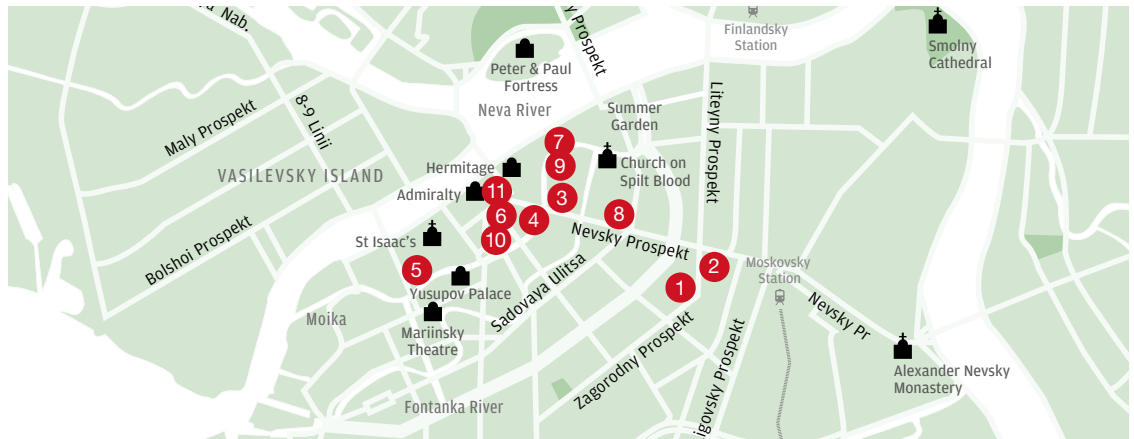 Nab.
Finlandsky
Station
Smolny
Cathedral
Prospekt
Peter & Paul
Fortress
Neva River
Summer
Garden
Liteyny Prospekt
8-9 Linii
Maly Prospekt
VASILEVSKY ISLAND
Hermitage
Admiralty
Church on
Spilt Blood
7
9
11
3
6
4
8
10
5
2
1
Nevsky Prospekt
Bolshoi Prospekt
St Isaac's
Yusupov Palace
Moskovsky
Station
Sadovaya Ulitsa
Moika
Mariinsky
Theatre
Nevsky Pr
Zagorodny Prospekt
igovsky Prospekt
Alexander Nevsky
Monastery
Fontanka River